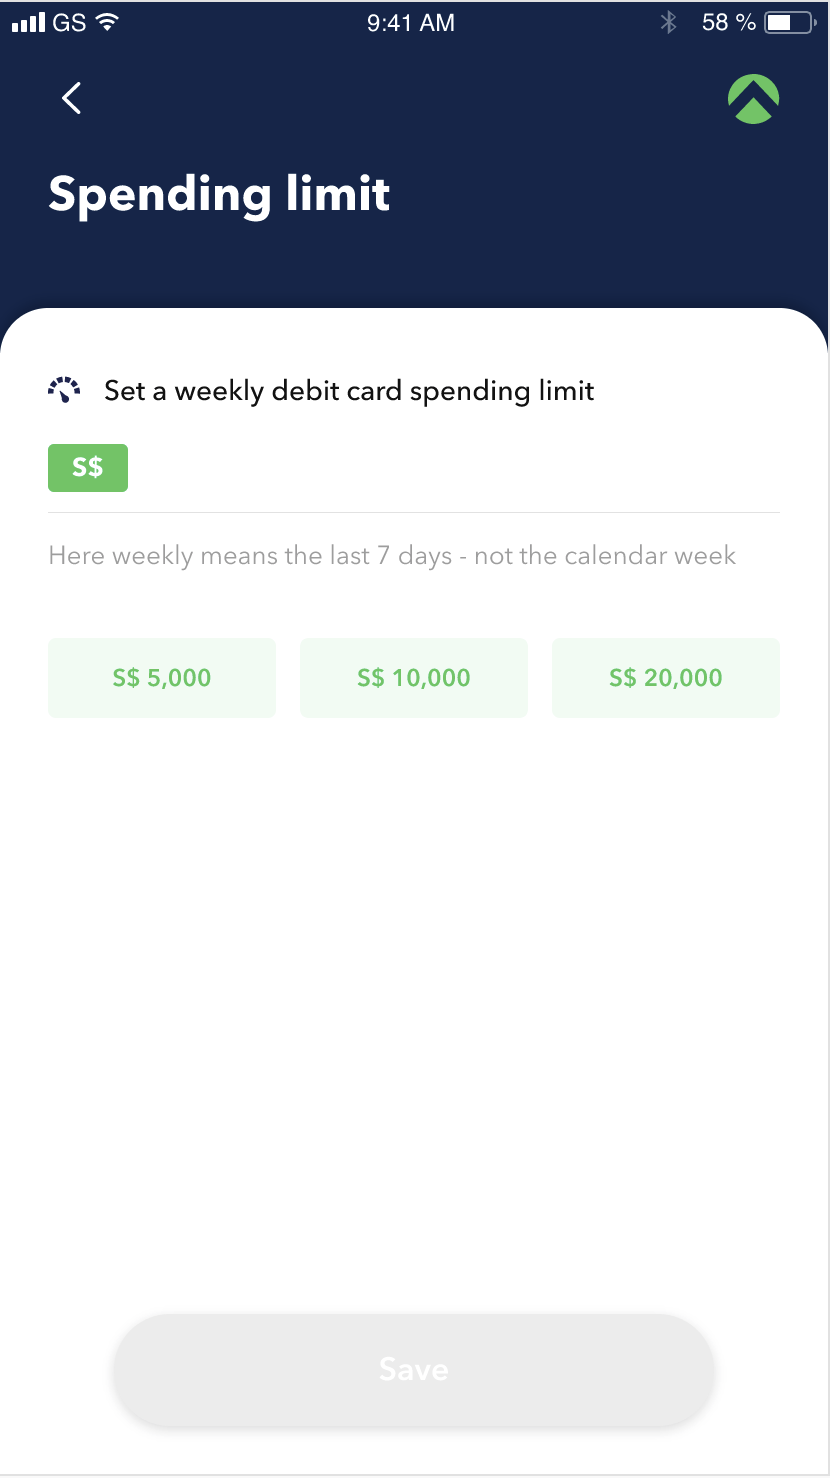 GS 9:41 AM 58 %
Spending limit
Set a weekly debit card spending limit
S$
Here weekly means the last 7 days - not the calendar week
S$ 5,000 S$ 10,000 S$ 20,000
Save